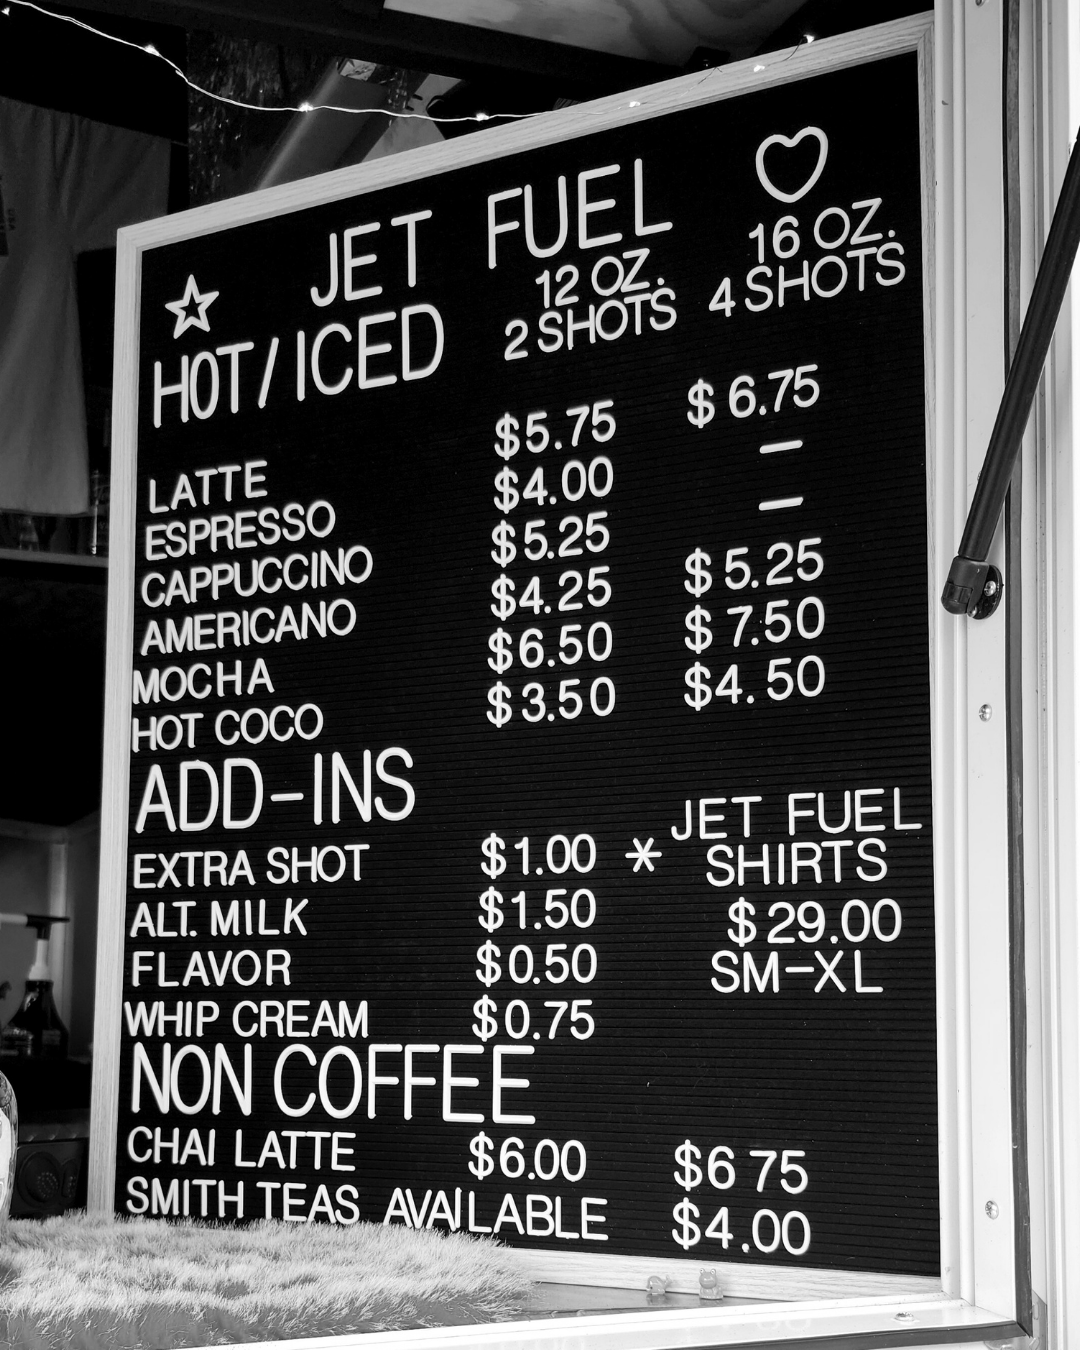 JET FUEL
HOT/ICED 12 OZ. 2 SHOTS 16 OZ. 4 SHOTS
LATTE $5.75 $6.75
ESPRESSO $4.00 —
CAPPUCCINO $5.25 —
AMERICANO $4.25 $5.25
MOCHA $6.50 $7.50
HOT COCO $3.50 $4.50
ADD-INS
EXTRA SHOT $1.00
ALT. MILK $1.50
FLAVOR $0.50
WHIP CREAM $0.75
* JET FUEL
SHIRTS
$29.00
SM-XL
NON COFFEE
CHAI LATTE $6.00 $6 75
SMITH TEAS AVAILABLE $4.00